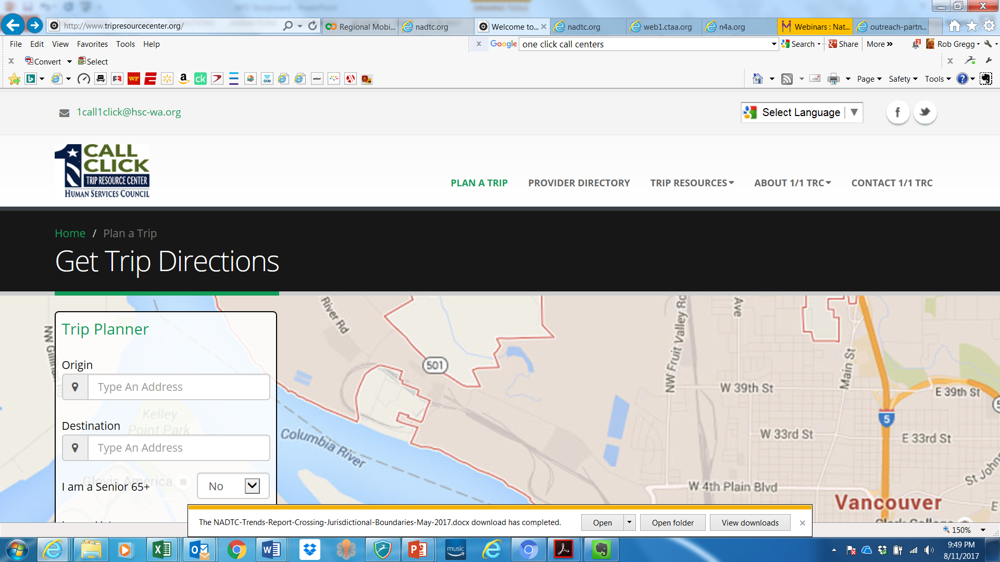 http://www.tripresourcecenter.org/
Regional Mobi...
nadtc.org
Welcome to...
nadtc.org
web1.ctaa.org
n4a.org
Webinars : Nat...
outreach-partn...
File Edit View Favorites Tools Help
Google
one click call centers
Search
Share
More »
2
Rob Gregg
Convert
Select
Page Safety Tools
1call1click@hsc-wa.org
Select Language
1 CALL
CLICK
TRIP RESOURCE CENTER
HUMAN SERVICES COUNCIL
PLAN A TRIP
PROVIDER DIRECTORY
TRIP RESOURCES
ABOUT 1/1 TRC
CONTACT 1/1 TRC
Home / Plan a Trip
Get Trip Directions
Trip Planner
Origin
Type An Address
Destination
Type An Address
I am a Senior 65+
No
River Rd
501
NW Fruit Valley Rd
Ave
Main St
W 39th St
E 39th St
5
W 33rd St
E 33rd St
St Johns
W 4th Plain Blvd
Vancouver
Columbia River
Kelley
Point Park
Glovis America
The NADTC-Trends-Report-Crossing-Jurisdictional-Boundaries-May-2017.docx download has completed.
Open
Open folder
View downloads
150%
music
9:49 PM
8/11/2017